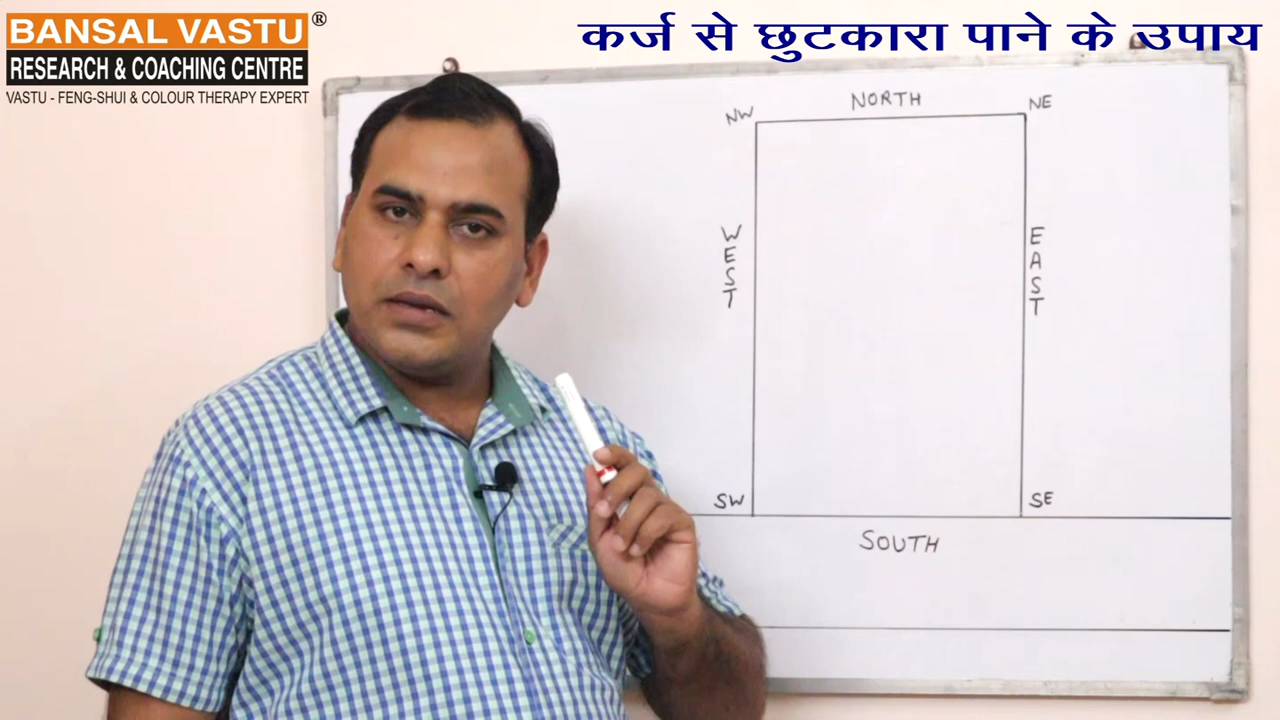 BANSAL VASTU®
RESEARCH & COACHING CENTRE
VASTU - FENG-SHUI & COLOUR THERAPY EXPERT
कर्ज से छुटकारा पाने के उपाय
NW
NORTH
NE
WEST
EAST
SW
SE
SOUTH